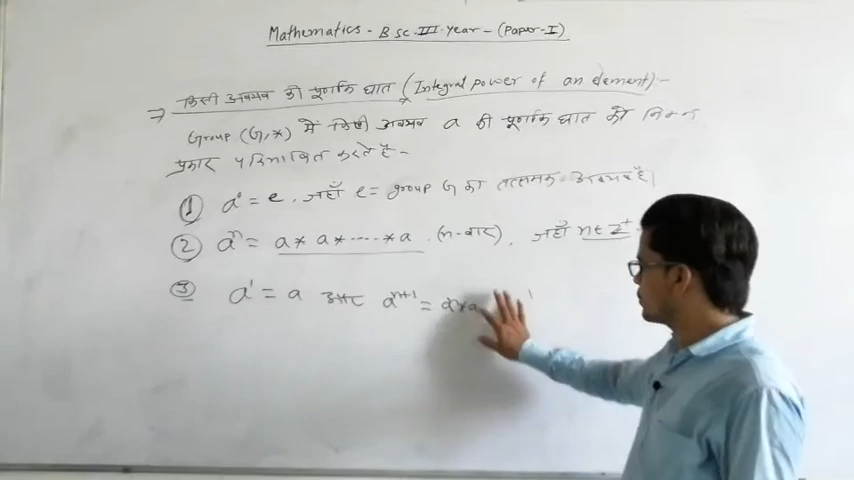 Mathematics - B Sc. III. Year - (Paper-I)
⇒ किसी अवयव की पूर्णांक घात (Integral power of an element) :-
Group (G, *) में किसी अवयव a की पूर्णांक घात को निम्न
प्रकार परिभाषित करते है -
① a⁰ = e . जहाँ e = group G का तत्समक अवयव है।
② aⁿ = a * a * ..... * a . (n-बार) , जहाँ n ∈ Z⁺.
③ a¹ = a और aⁿ⁺¹ = aⁿ * a